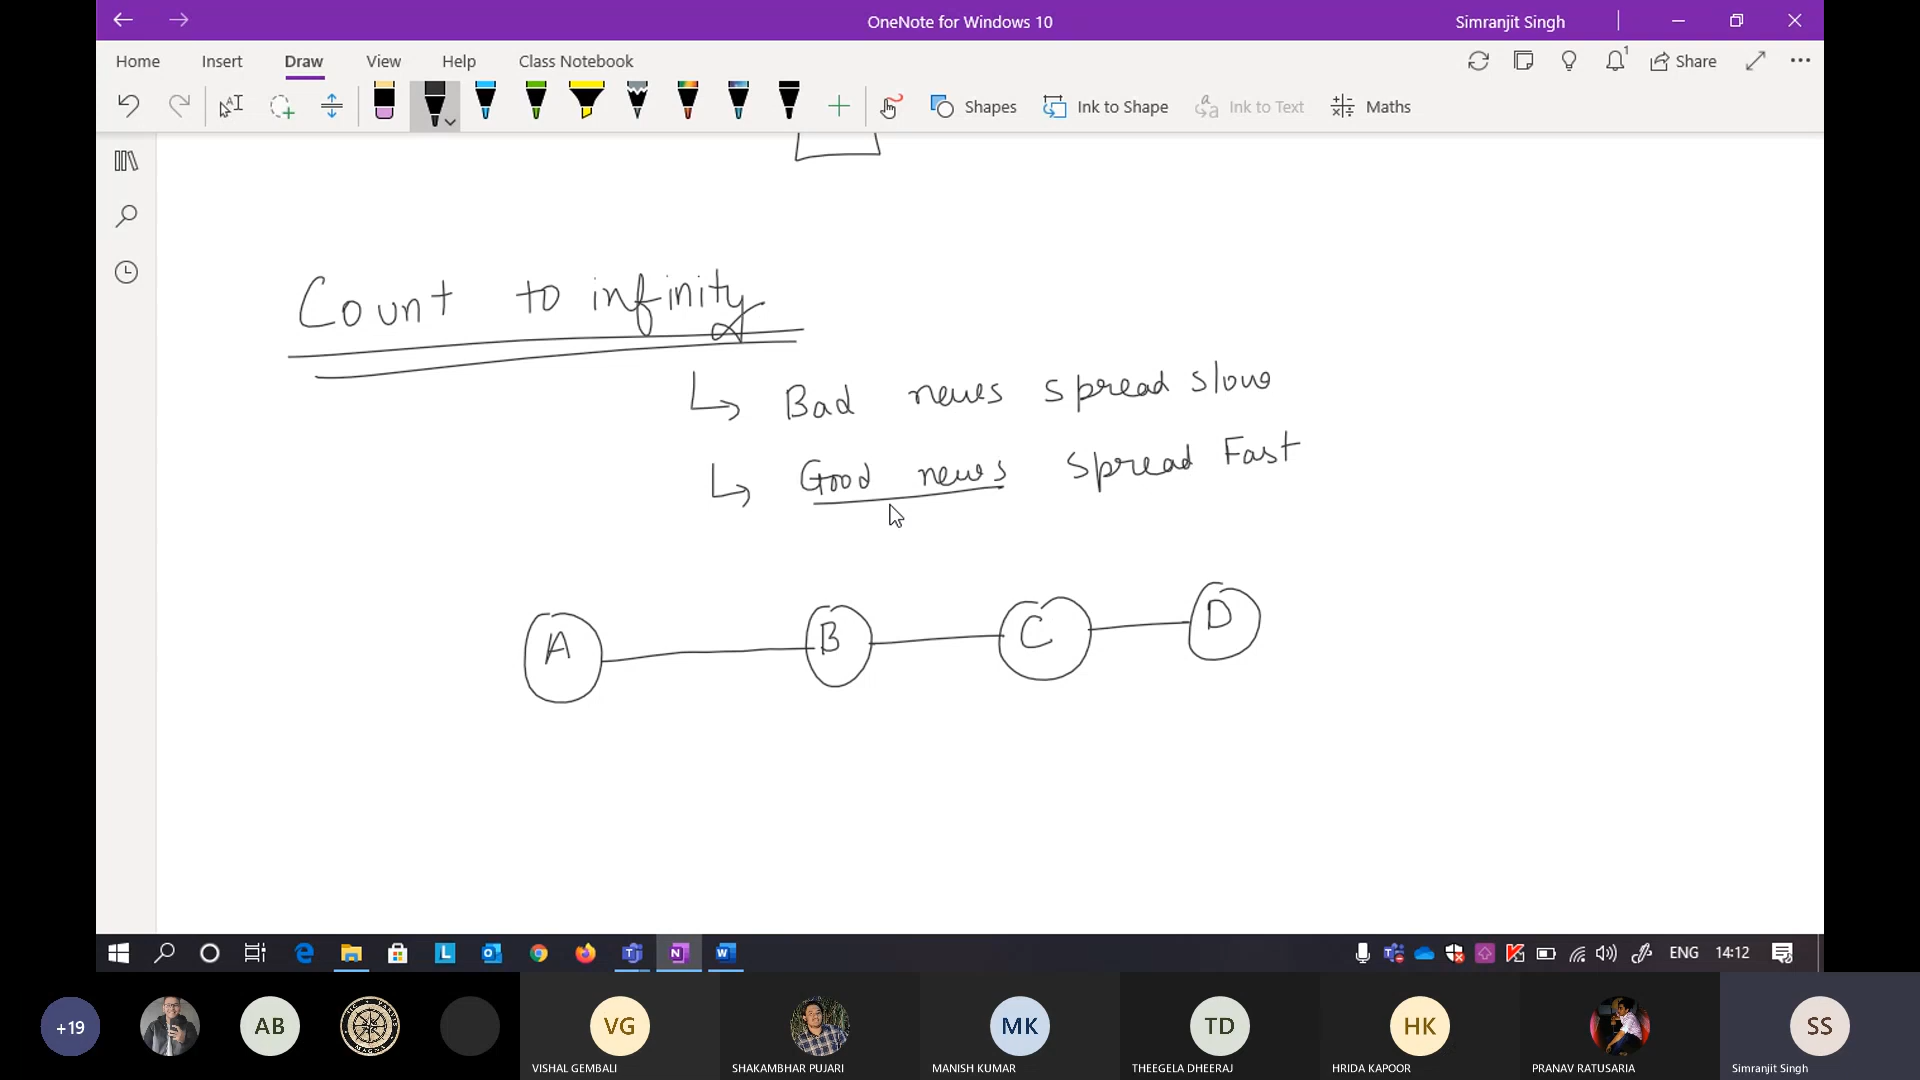 OneNote for Windows 10
Simranjit Singh
Home Insert Draw View Help Class Notebook
1
Share
Shapes
Ink to Shape
Ink to Text
Maths
Count to infinity
Bad news spread slow
Good news spread Fast
A B C D
ENG 14:12
+19
AB
VG
MK
TD
HK
SS
VISHAL GEMBALI
SHAKAMBHAR PUJARI
MANISH KUMAR
THEEGELA DHEERAJ
HRIDA KAPOOR
PRANAV RATUSARIA
Simranjit Singh